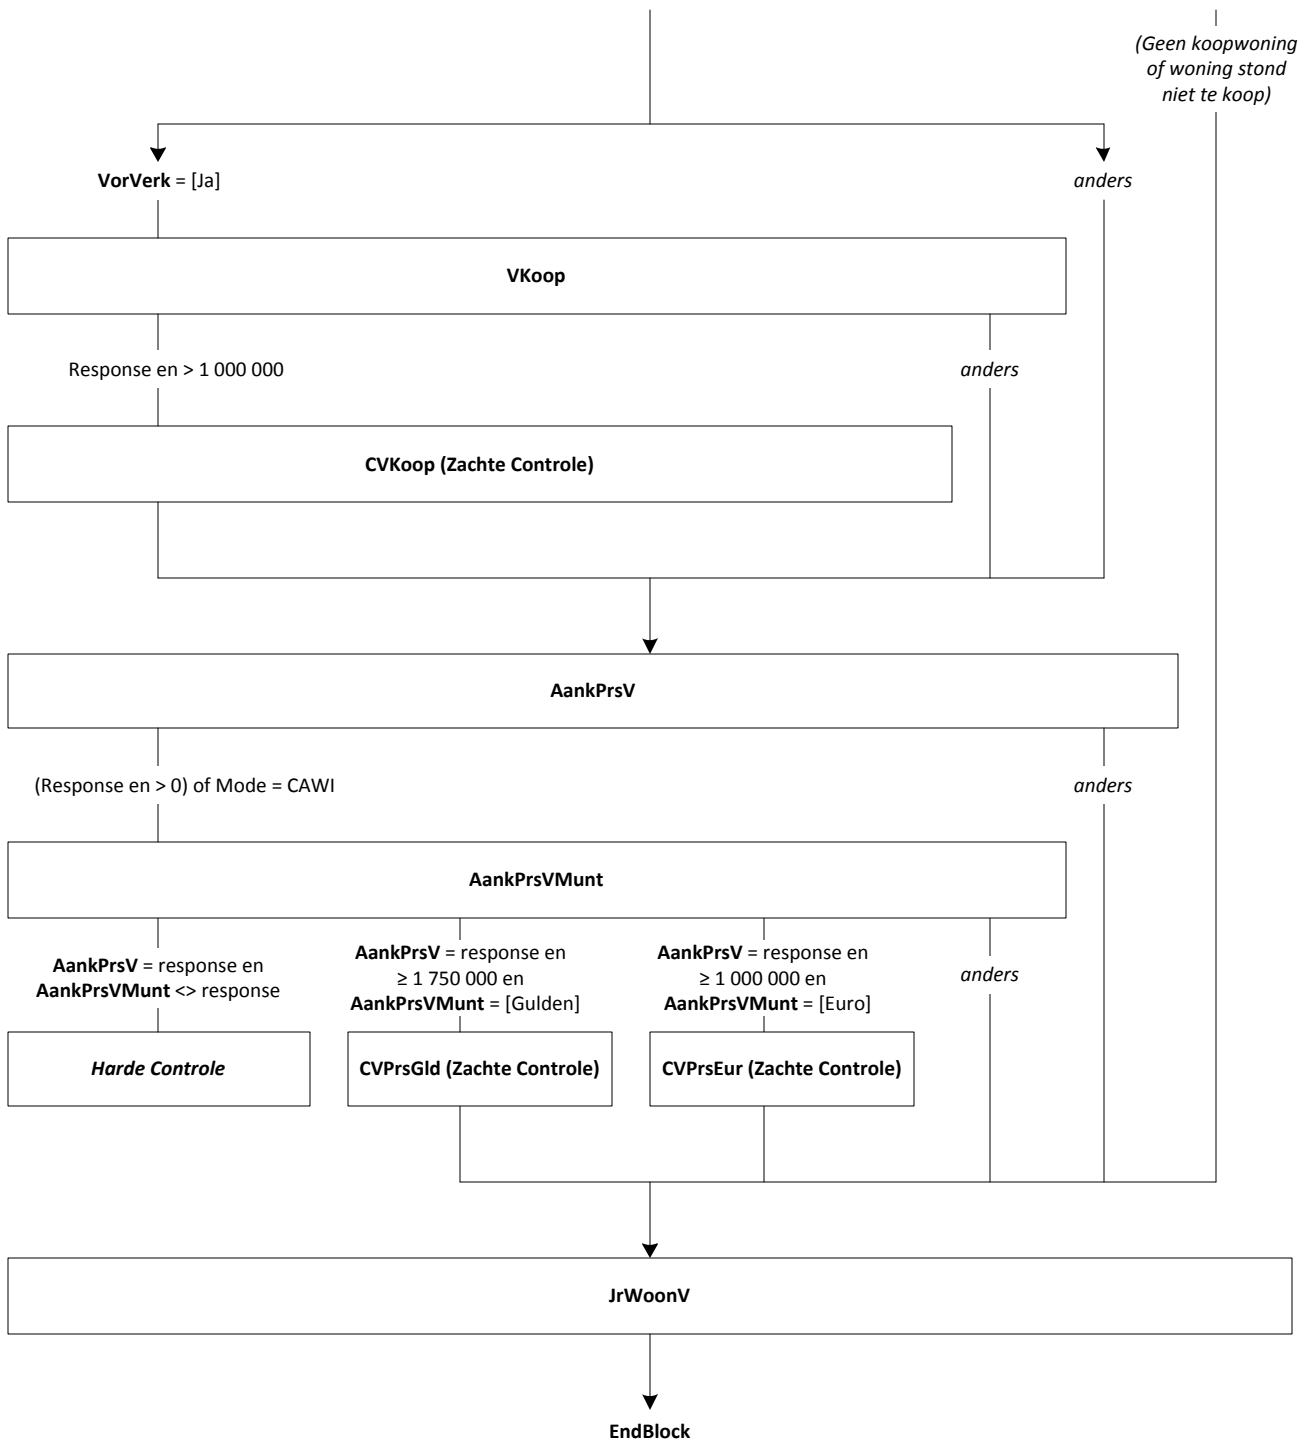 (Geen koopwoning
of woning stond
niet te koop)
VorVerk = [Ja]
anders
VKoop
Response en > 1 000 000
anders
CVKoop (Zachte Controle)
AankPrsV
(Response en > 0) of Mode = CAWI
anders
AankPrsVMunt
AankPrsV = response en
AankPrsVMunt <> response
AankPrsV = response en
≥ 1 750 000 en
AankPrsVMunt = [Gulden]
AankPrsV = response en
≥ 1 000 000 en
AankPrsVMunt = [Euro]
anders
Harde Controle
CVPrsGld (Zachte Controle)
CVPrsEur (Zachte Controle)
JrWoonV
EndBlock